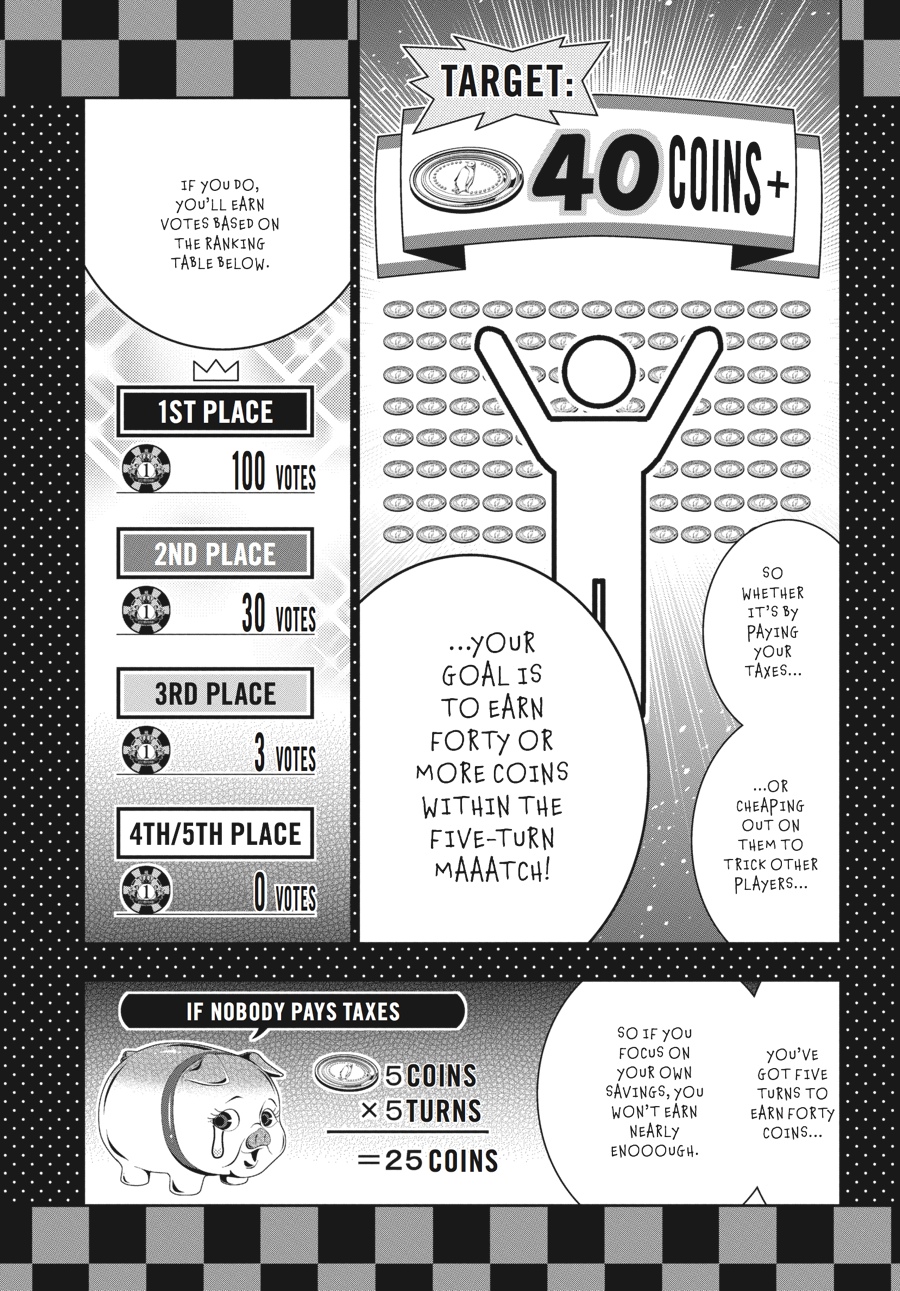 SO
WHETHER
IT'S BY
PAYING
YOUR
TAXES...
...OR
CHEAPING
OUT ON
THEM TO
TRICK OTHER
PLAYERS...
TARGET:
40 COINS+
...YOUR
GOAL IS
TO EARN
FORTY OR
MORE COINS
WITHIN THE
FIVE-TURN
MAAATCH!
IF YOU DO,
YOU'LL EARN
VOTES BASED ON
THE RANKING
TABLE BELOW.
1ST PLACE
1
100 VOTES
2ND PLACE
1
30 VOTES
3RD PLACE
1
3 VOTES
4TH/5TH PLACE
1
0 VOTES
YOU'VE
GOT FIVE
TURNS TO
EARN FORTY
COINS...
SO IF YOU
FOCUS ON
YOUR OWN
SAVINGS, YOU
WON'T EARN
NEARLY
ENOOOUGH.
IF NOBODY PAYS TAXES
5 COINS
×5 TURNS
=25 COINS